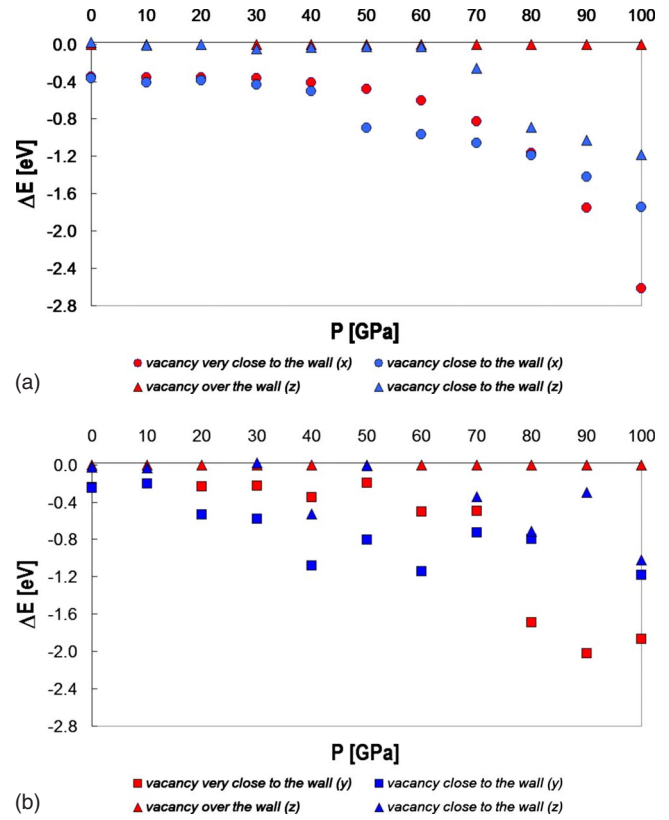 0 10 20 30 40 50 60 70 80 90 100
0.0
-0.4
-0.8
-1.2
-1.6
-2.0
-2.4
-2.8
ΔE [eV]
P [GPa]
vacancy very close to the wall (x) vacancy close to the wall (x)
vacancy over the wall (z) vacancy close to the wall (z)
(a)
0 10 20 30 40 50 60 70 80 90 100
0.0
-0.4
-0.8
-1.2
-1.6
-2.0
-2.4
-2.8
ΔE [eV]
P [GPa]
vacancy very close to the wall (y) vacancy close to the wall (y)
vacancy over the wall (z) vacancy close to the wall (z)
(b)